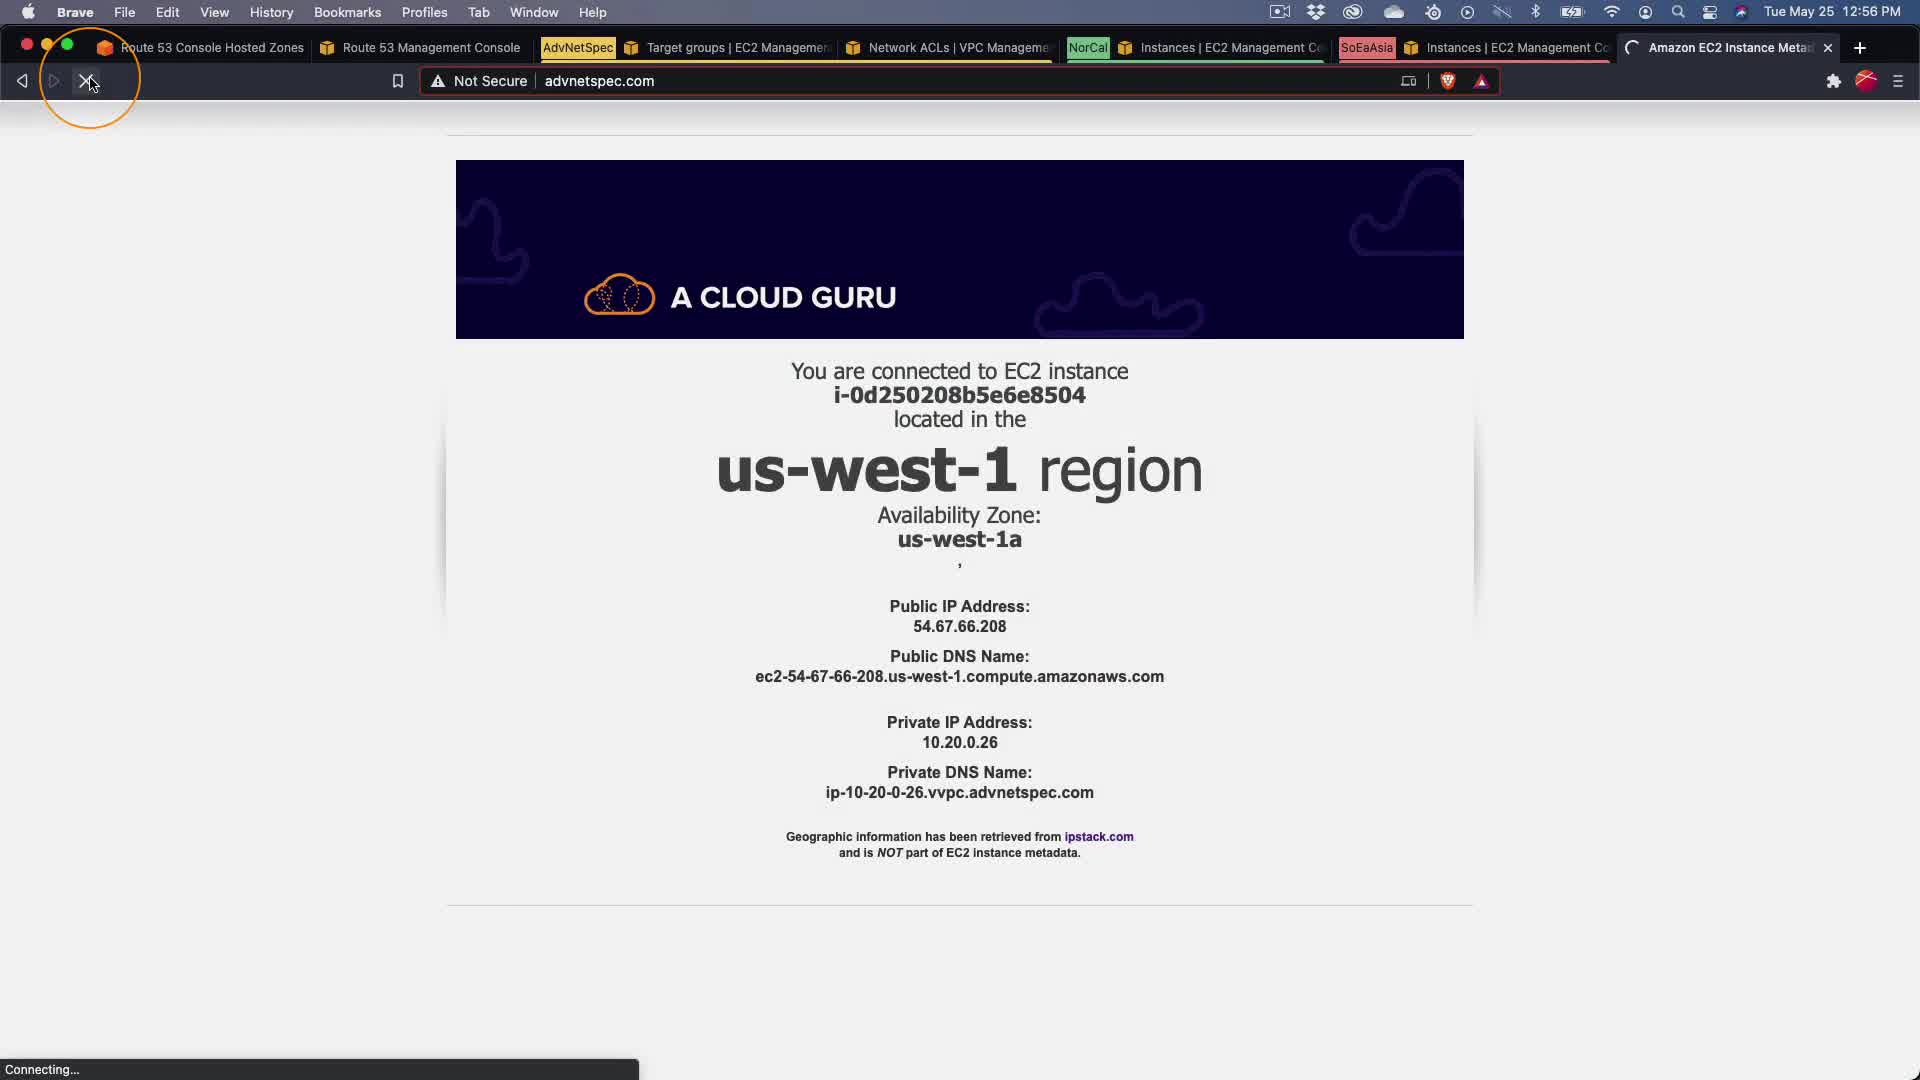 Brave File Edit View History Bookmarks Profiles Tab Window Help Tue May 25 12:56 PM
Route 53 Console Hosted Zones Route 53 Management Console AdvNetSpec Target groups | EC2 Managemen Network ACLs | VPC Manageme NorCal Instances | EC2 Management Co SoEaAsia Instances | EC2 Management Co Amazon EC2 Instance Metad
Not Secure advnetspec.com
A CLOUD GURU
You are connected to EC2 instance
i-0d250208b5e6e8504
located in the
us-west-1 region
Availability Zone:
us-west-1a
,
Public IP Address:
54.67.66.208
Public DNS Name:
ec2-54-67-66-208.us-west-1.compute.amazonaws.com
Private IP Address:
10.20.0.26
Private DNS Name:
ip-10-20-0-26.vvpc.advnetspec.com
Geographic information has been retrieved from ipstack.com
and is NOT part of EC2 instance metadata.
Connecting...